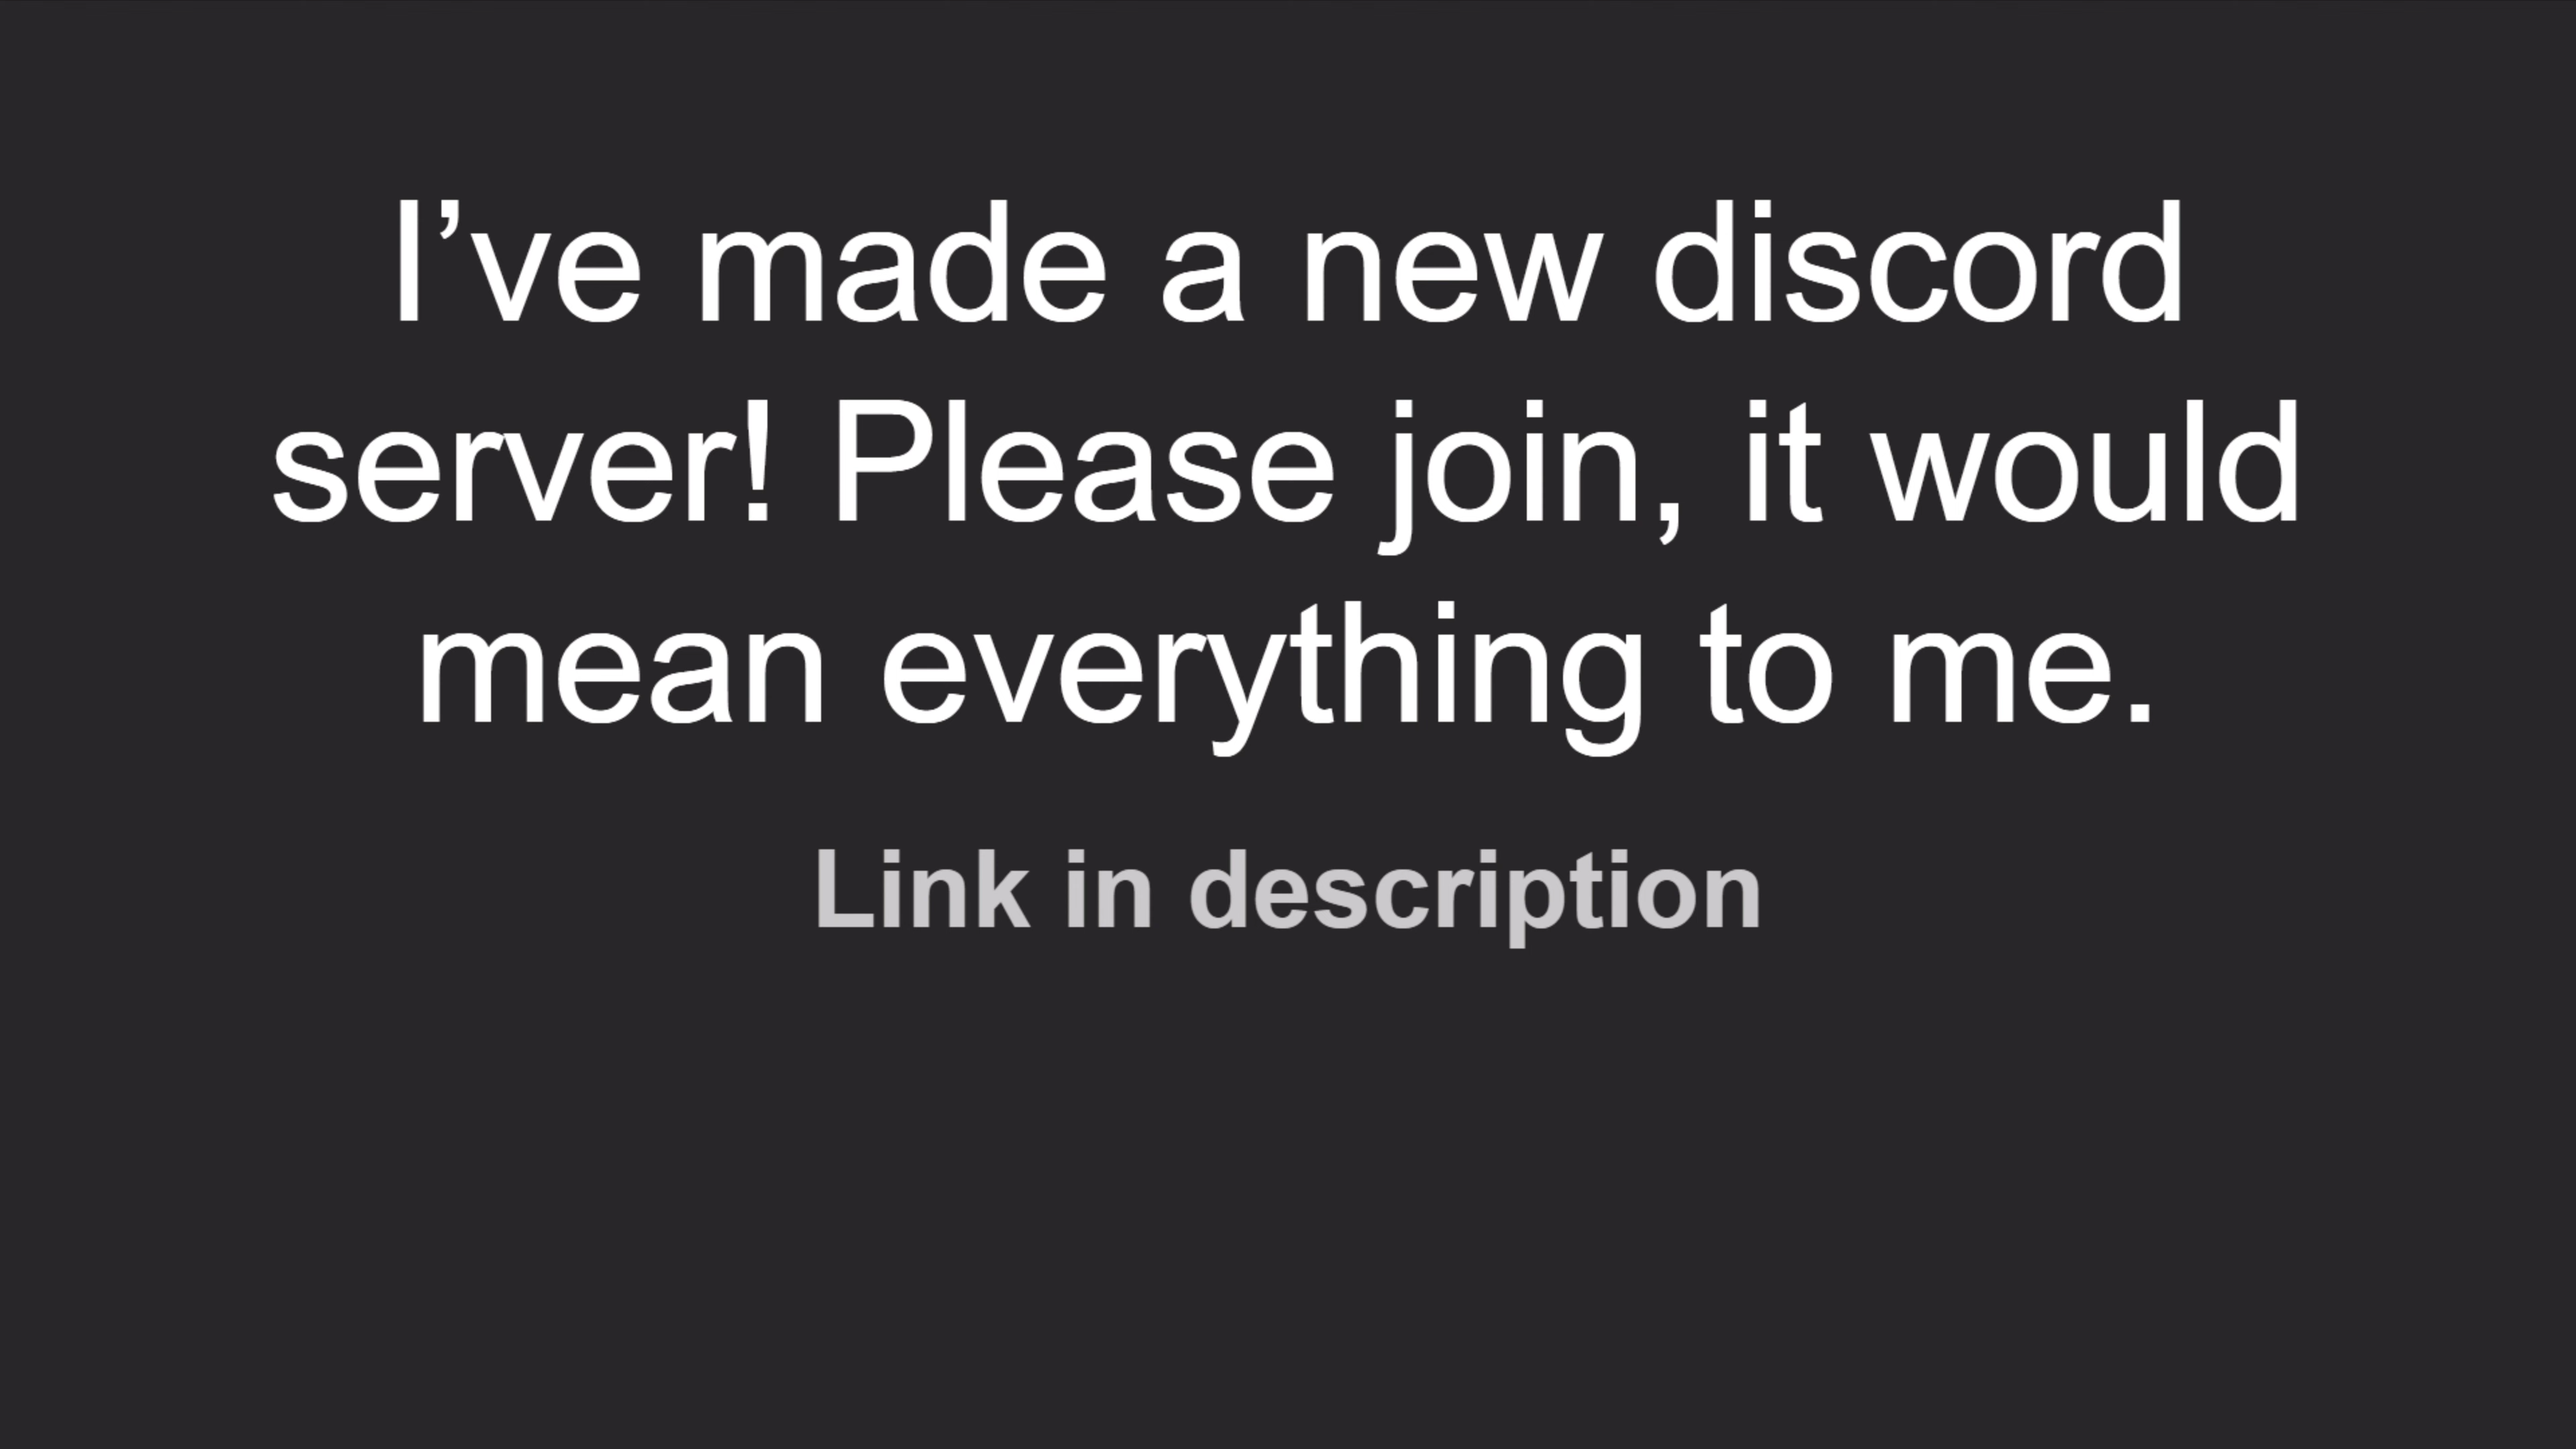 I’ve made a new discord
server! Please join, it would
mean everything to me.
Link in description